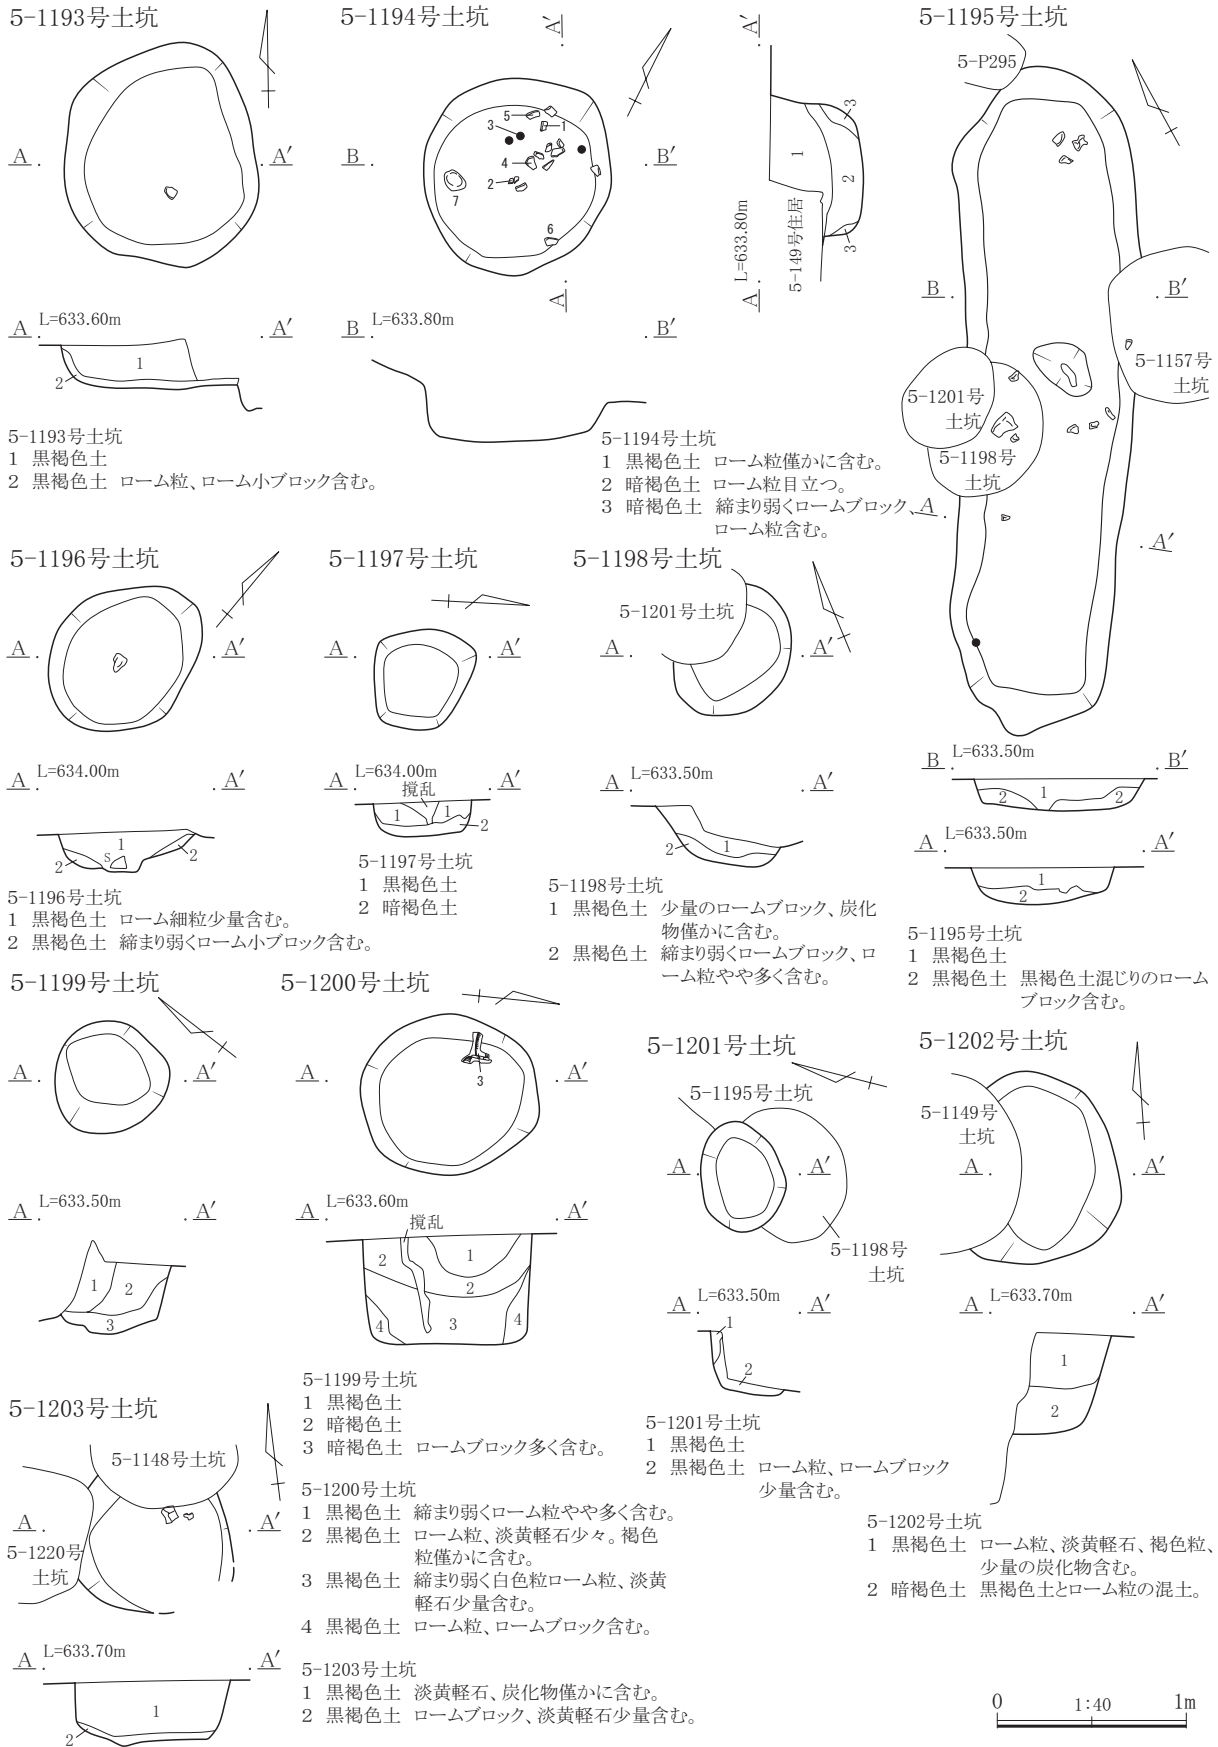 5-1193号土坑
A . . A′
A L=633.60m . A′
1
2
5-1193号土坑
1 黒褐色土
2 黒褐色土 ローム粒、ローム小ブロック含む。
5-1194号土坑
A′
B . . B′
5
3
1
4
2
7
6
A
B L=633.80m . B′
A′
3
1
2
3
5-149号住居
A L=633.80m
5-1194号土坑
1 黒褐色土 ローム粒僅かに含む。
2 暗褐色土 ローム粒目立つ。
3 暗褐色土 締まり弱くロームブロック、
ローム粒含む。
5-1195号土坑
5-P295
B . . B′
5-1157号
土坑
5-1201号
土坑
5-1198号
土坑
A . . A′
B L=633.50m . B′
2 1 2
A L=633.50m . A′
1
2
5-1195号土坑
1 黒褐色土
2 黒褐色土 黒褐色土混じりのローム
ブロック含む。
5-1196号土坑
A . . A′
A L=634.00m . A′
1
S
2 2
5-1196号土坑
1 黒褐色土 ローム細粒少量含む。
2 黒褐色土 締まり弱くローム小ブロック含む。
5-1197号土坑
A . . A′
A L=634.00m . A′
撹乱
1 1
2
5-1197号土坑
1 黒褐色土
2 暗褐色土
5-1198号土坑
5-1201号土坑
A . . A′
A L=633.50m . A′
1
2
5-1198号土坑
1 黒褐色土 少量のロームブロック、炭化
物僅かに含む。
2 黒褐色土 締まり弱くロームブロック、ロ
ーム粒やや多く含む。
5-1199号土坑
A . . A′
A L=633.50m . A′
1 2
3
5-1199号土坑
1 黒褐色土
2 暗褐色土
3 暗褐色土 ロームブロック多く含む。
5-1200号土坑
A . . A′
3
A L=633.60m . A′
撹乱
2 1
2
4 3 4
5-1200号土坑
1 黒褐色土 締まり弱くローム粒やや多く含む。
2 黒褐色土 ローム粒、淡黄軽石少々。褐色
粒僅かに含む。
3 黒褐色土 締まり弱く白色粒ローム粒、淡黄
軽石少量含む。
4 黒褐色土 ローム粒、ロームブロック含む。
5-1201号土坑
5-1195号土坑
A . . A′
5-1198号
土坑
A L=633.50m . A′
1
2
5-1201号土坑
1 黒褐色土
2 黒褐色土 ローム粒、ロームブロック
少量含む。
5-1202号土坑
5-1149号
土坑
A . . A′
A L=633.70m . A′
1
2
5-1202号土坑
1 黒褐色土 ローム粒、淡黄軽石、褐色粒、
少量の炭化物含む。
2 暗褐色土 黒褐色土とローム粒の混土。
5-1203号土坑
5-1148号土坑
A . . A′
5-1220号
土坑
A L=633.70m . A′
1
2
5-1203号土坑
1 黒褐色土 淡黄軽石、炭化物僅かに含む。
2 黒褐色土 ロームブロック、淡黄軽石少量含む。
0 1:40 1m